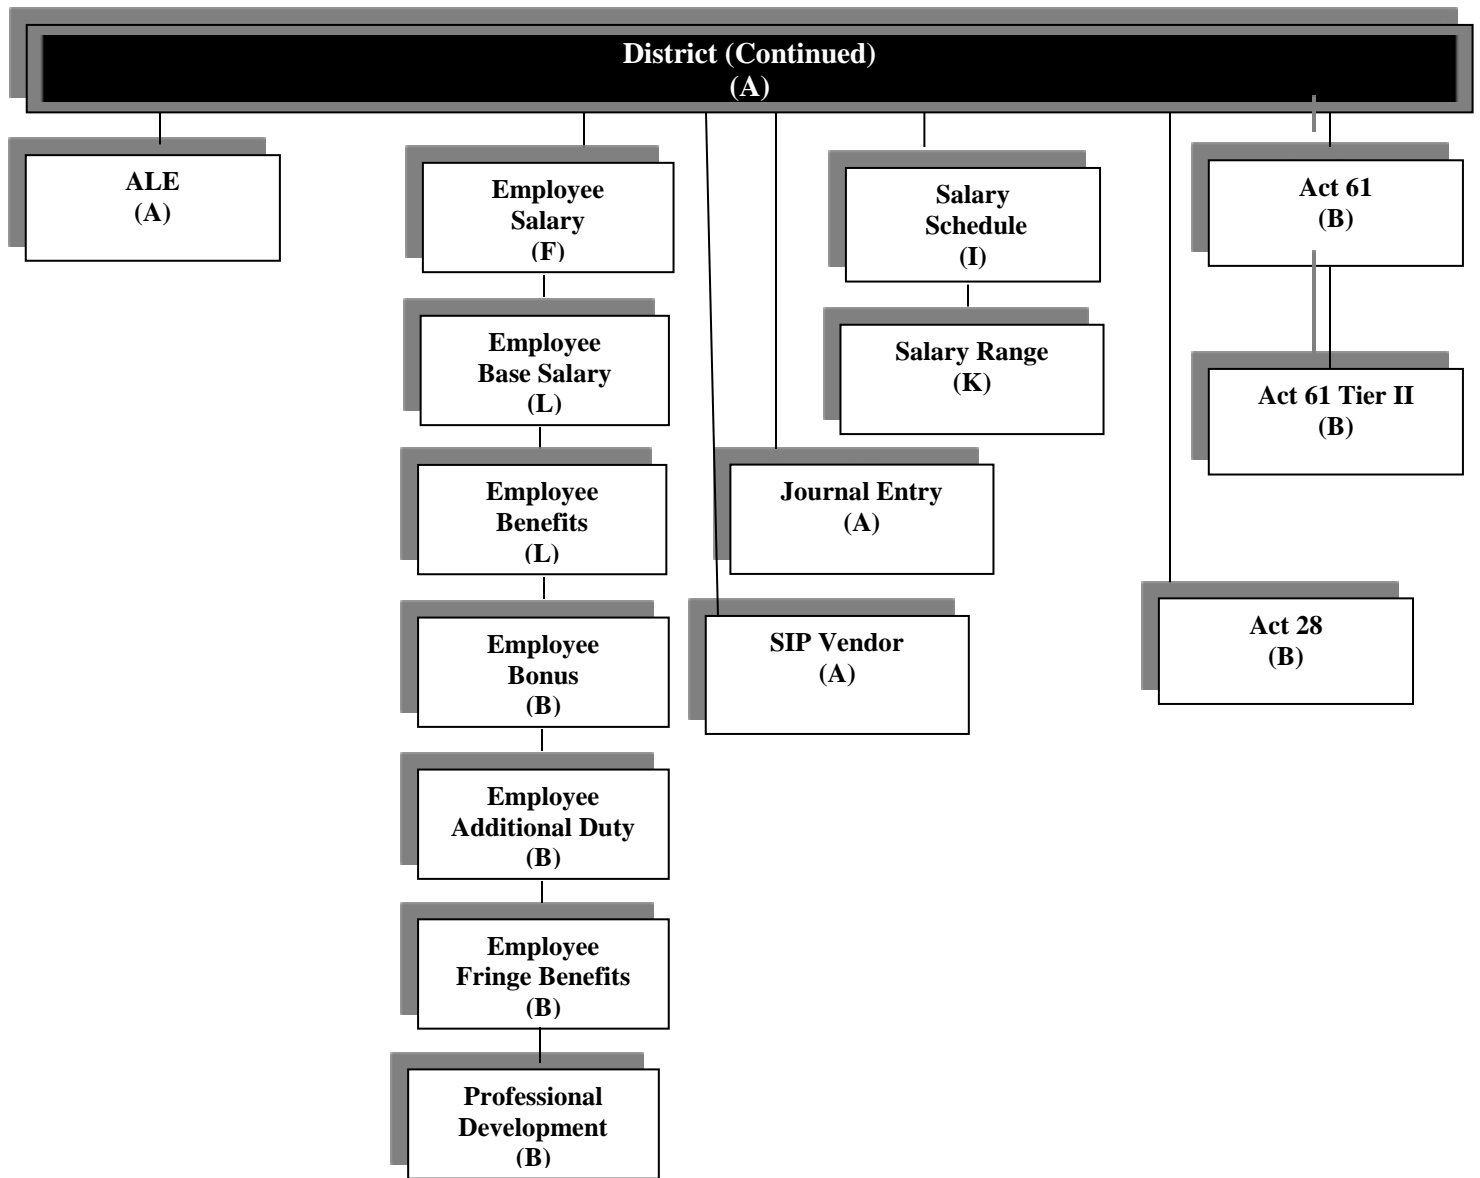 District (Continued)
(A)
ALE
(A)
Employee
Salary
(F)
Employee
Base Salary
(L)
Employee
Benefits
(L)
Employee
Bonus
(B)
Employee
Additional Duty
(B)
Employee
Fringe Benefits
(B)
Professional
Development
(B)
SIP Vendor
(A)
Journal Entry
(A)
Salary
Schedule
(I)
Salary Range
(K)
Act 28
(B)
Act 61
(B)
Act 61 Tier II
(B)